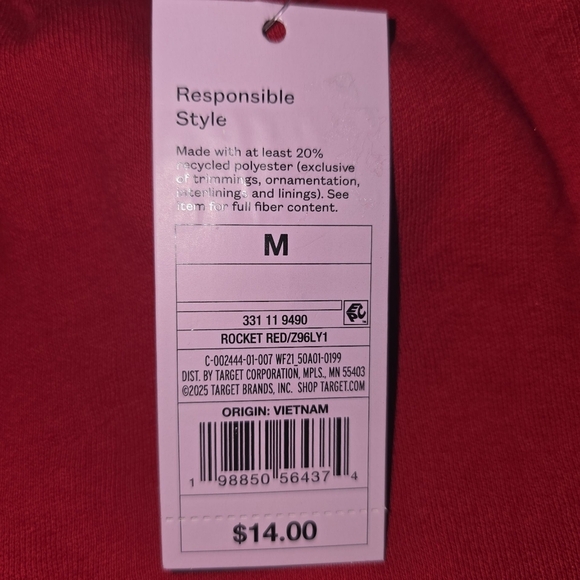 Responsible
Style
Made with at least 20%
recycled polyester (exclusive
of trimmings, ornamentation,
interlinings and linings). See
item for full fiber content.
M
331 11 9490
EPC
ROCKET RED/Z96LY1
C-002444-01-007 WF21_50A01-0199
DIST. BY TARGET CORPORATION, MPLS., MN 55403
©2025 TARGET BRANDS, INC. SHOP TARGET.COM
ORIGIN: VIETNAM
1 98850 56437 4
$14.00